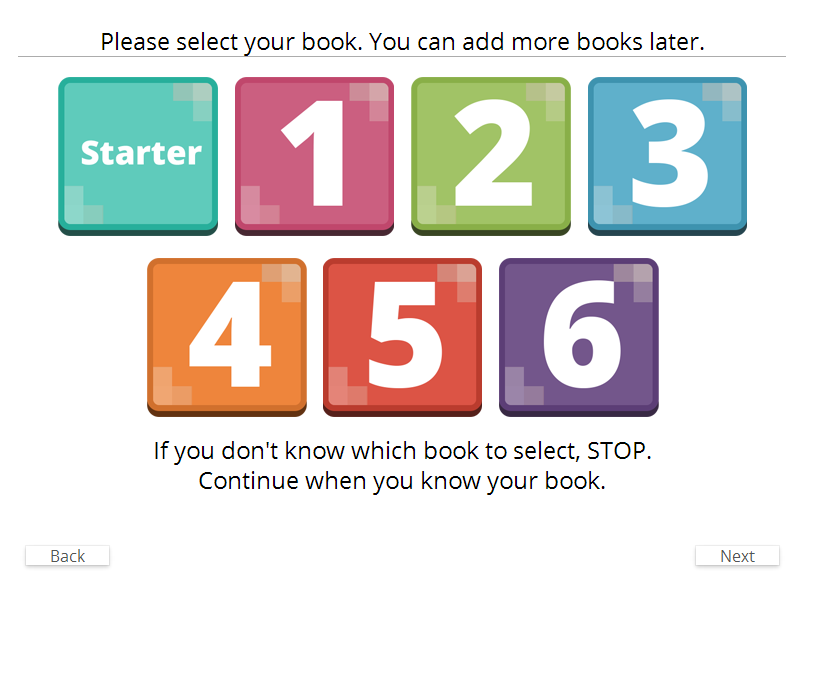 Please select your book. You can add more books later.
Starter 1 2 3
4 5 6
If you don't know which book to select, STOP.
Continue when you know your book.
Back Next